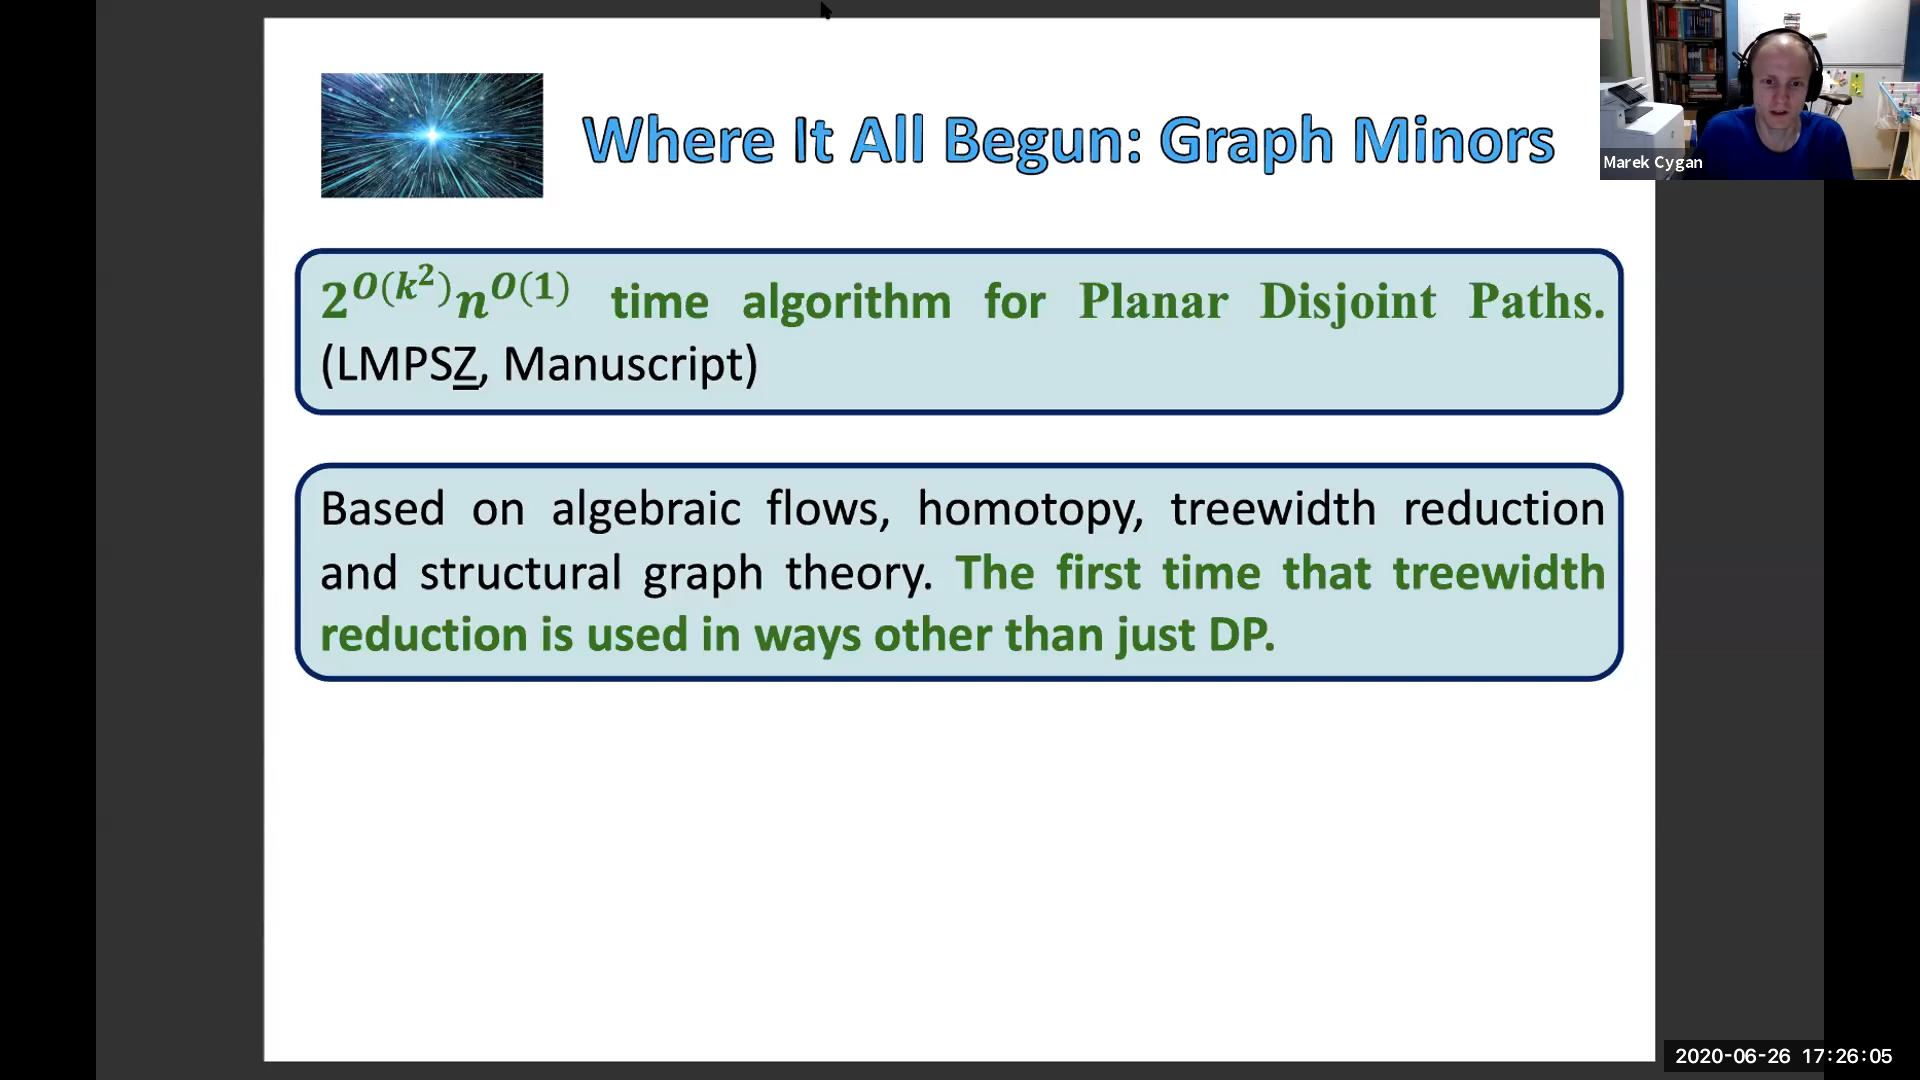 Where It All Begun: Graph Minors
Marek Cygan
2^{O(k^2)}n^{O(1)} time algorithm for Planar Disjoint Paths.
(LMPSZ, Manuscript)
Based on algebraic flows, homotopy, treewidth reduction
and structural graph theory. The first time that treewidth
reduction is used in ways other than just DP.
2020-06-26 17:26:05